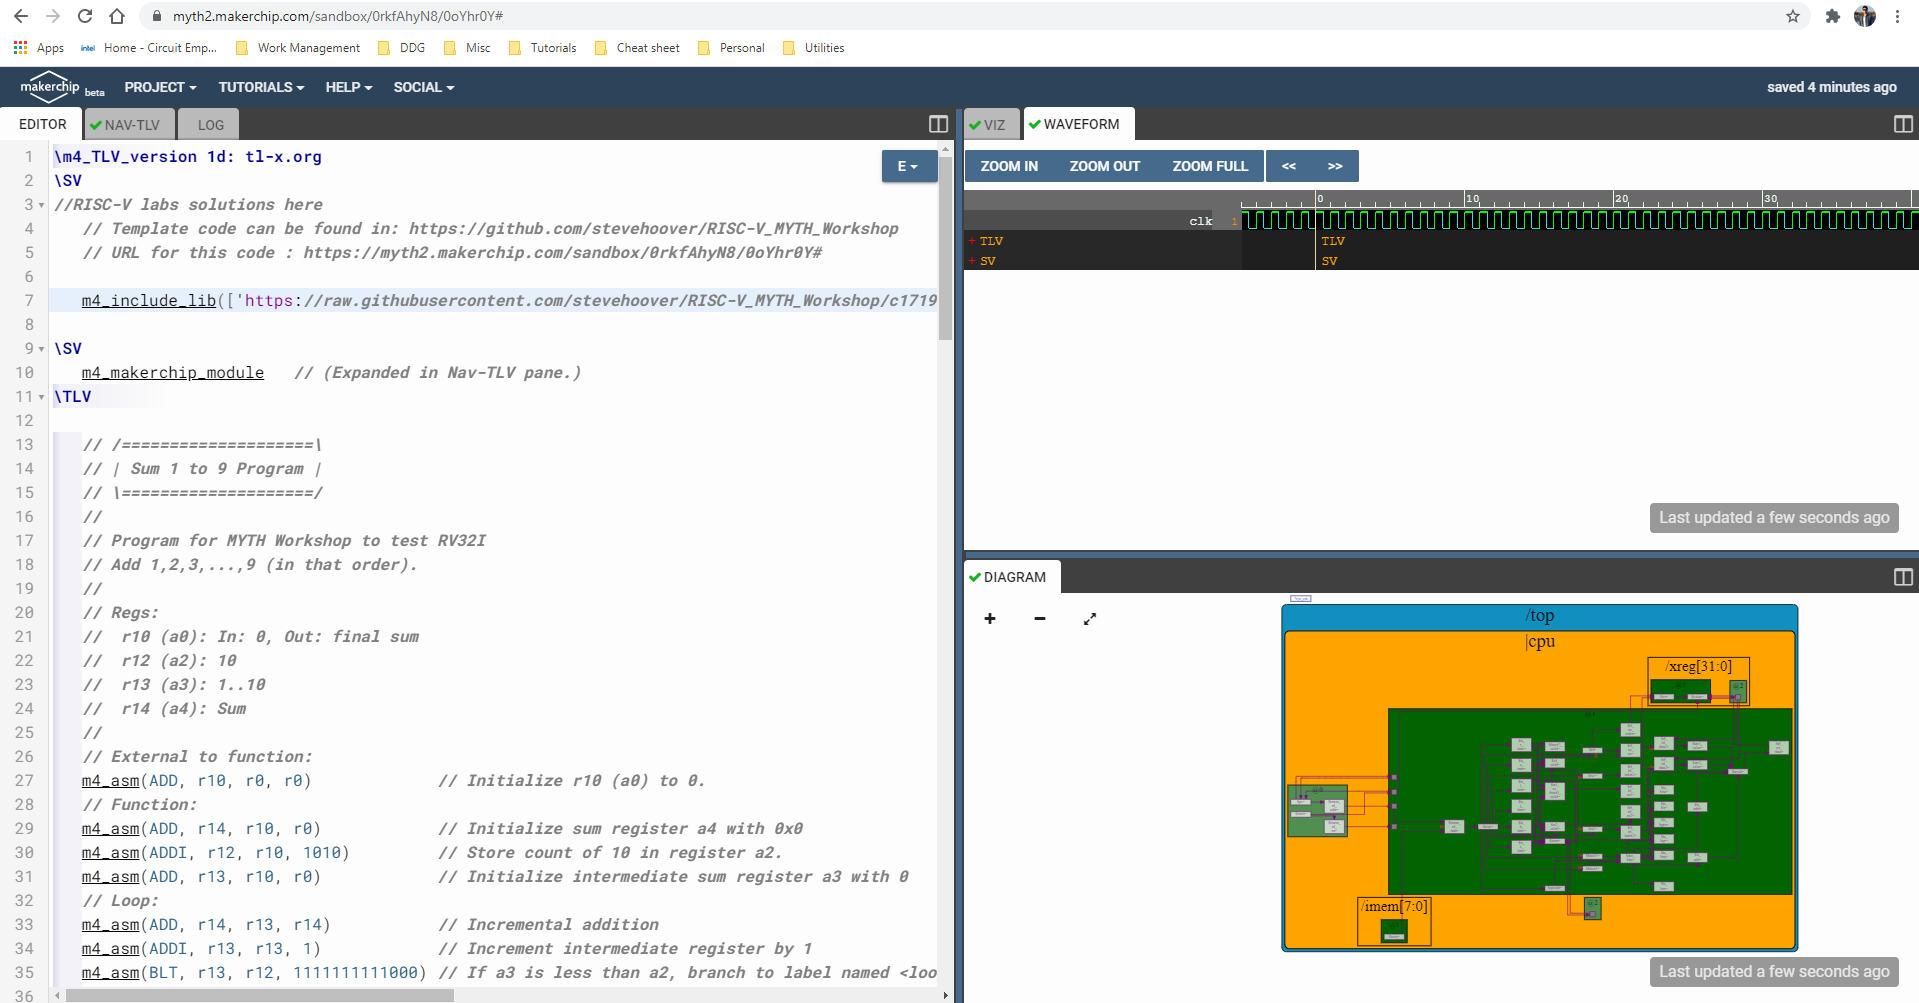 myth2.makerchip.com/sandbox/0rkfAhyN8/0oYhr0Y#
Apps
intel Home - Circuit Emp...
Work Management
DDG
Misc
Tutorials
Cheat sheet
Personal
Utilities
makerchip beta
PROJECT
TUTORIALS
HELP
SOCIAL
saved 4 minutes ago
EDITOR
NAV-TLV
LOG
E
1 \m4_TLV_version 1d: tl-x.org
2 \SV
3 //RISC-V labs solutions here
4 // Template code can be found in: https://github.com/stevehoover/RISC-V_MYTH_Workshop
5 // URL for this code : https://myth2.makerchip.com/sandbox/0rkfAhyN8/0oYhr0Y#
6
7 m4_include_lib(['https://raw.githubusercontent.com/stevehoover/RISC-V_MYTH_Workshop/c1719
8
9 \SV
10 m4_makerchip_module // (Expanded in Nav-TLV pane.)
11 \TLV
12
13 // /====================\
14 // | Sum 1 to 9 Program |
15 // \====================/
16 //
17 // Program for MYTH Workshop to test RV32I
18 // Add 1,2,3,...,9 (in that order).
19 //
20 // Regs:
21 // r10 (a0): In: 0, Out: final sum
22 // r12 (a2): 10
23 // r13 (a3): 1..10
24 // r14 (a4): Sum
25 //
26 // External to function:
27 m4_asm(ADD, r10, r0, r0) // Initialize r10 (a0) to 0.
28 // Function:
29 m4_asm(ADD, r14, r10, r0) // Initialize sum register a4 with 0x0
30 m4_asm(ADDI, r12, r10, 1010) // Store count of 10 in register a2.
31 m4_asm(ADD, r13, r10, r0) // Initialize intermediate sum register a3 with 0
32 // Loop:
33 m4_asm(ADD, r14, r13, r14) // Incremental addition
34 m4_asm(ADDI, r13, r13, 1) // Increment intermediate register by 1
35 m4_asm(BLT, r13, r12, 1111111111000) // If a3 is less than a2, branch to label named <loo
36
VIZ
WAVEFORM
ZOOM IN
ZOOM OUT
ZOOM FULL
<<
>>
0 10 20 30
clk 1
+ TLV TLV
+ SV SV
Last updated a few seconds ago
DIAGRAM
/top
|cpu
/xreg[31:0]
/imem[7:0]
Last updated a few seconds ago